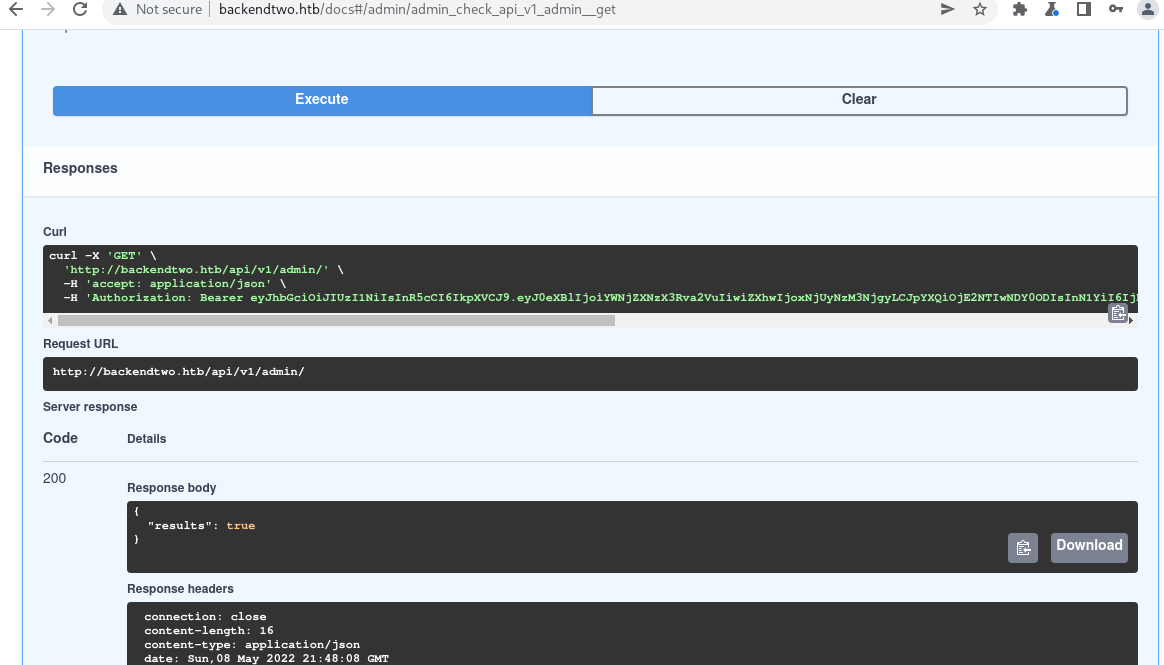 Not secure | backendtwo.htb/docs#/admin/admin_check_api_v1_admin__get
Execute
Clear
Responses
Curl
curl -X 'GET' \
'http://backendtwo.htb/api/v1/admin/' \
-H 'accept: application/json' \
-H 'Authorization: Bearer eyJhbGciOiJIUzI1NiIsInR5cCI6IkpXVCJ9.eyJ0eXBlIjoiYWNjZXNzX3Rva2VuIiwiZXhwIjoxNjUyNzM3NjgyLCJpYXQiOjE2NTIwNDY0ODIsInN1YiI6Ij
Request URL
http://backendtwo.htb/api/v1/admin/
Server response
Code
Details
200
Response body
{
"results": true
}
Download
Response headers
connection: close
content-length: 16
content-type: application/json
date: Sun,08 May 2022 21:48:08 GMT